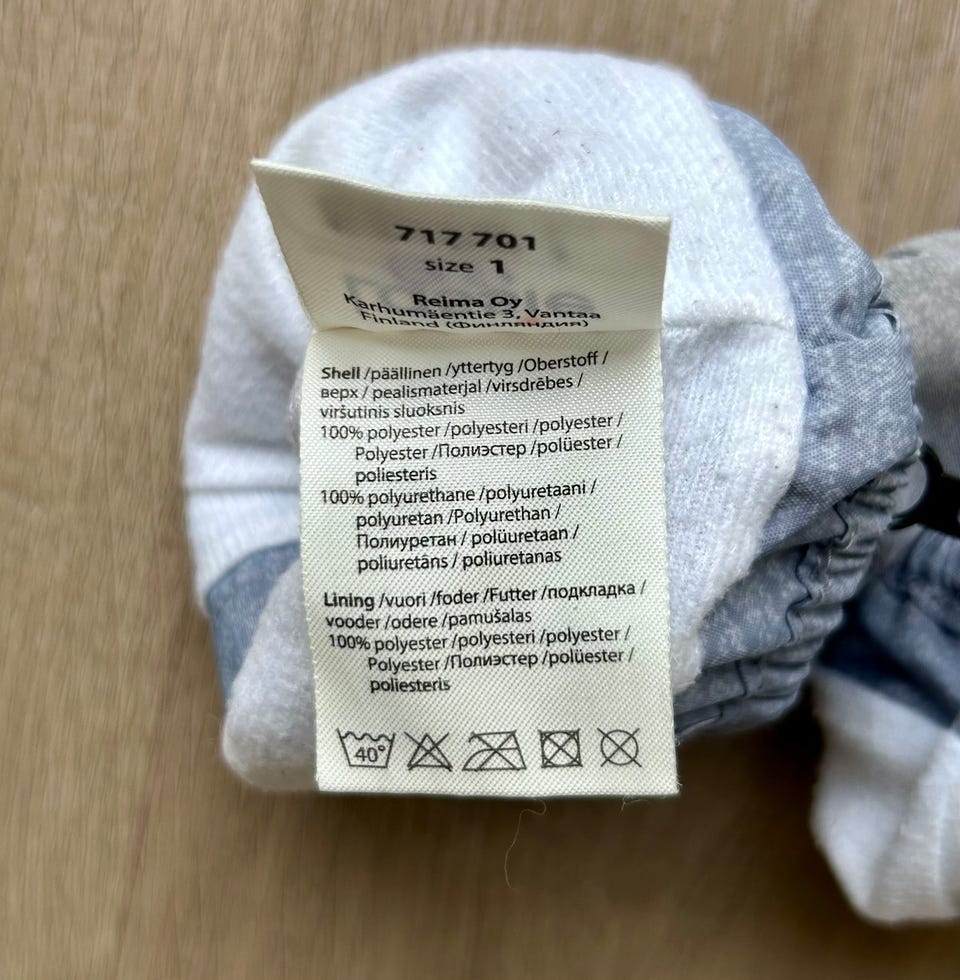 717 701
size 1
Reima Oy
Karhumäentie 3, Vantaa
Finland (Финляндия)
Shell /päällinen /yttertyg /Oberstoff /
верх / pealismaterjal /virsdrēbes /
viršutinis sluoksnis
100% polyester /polyesteri /polyester /
Polyester /Полиэстер /polüester /
poliesteris
100% polyurethane /polyuretaani /
polyuretan /Polyurethan /
Полиуретан / polüuretaan /
poliuretāns / poliuretanas
Lining /vuori /foder /Futter /подкладка /
vooder /odere /pamušalas
100% polyester /polyesteri /polyester /
Polyester /Полиэстер /polüester /
poliesteris
40°